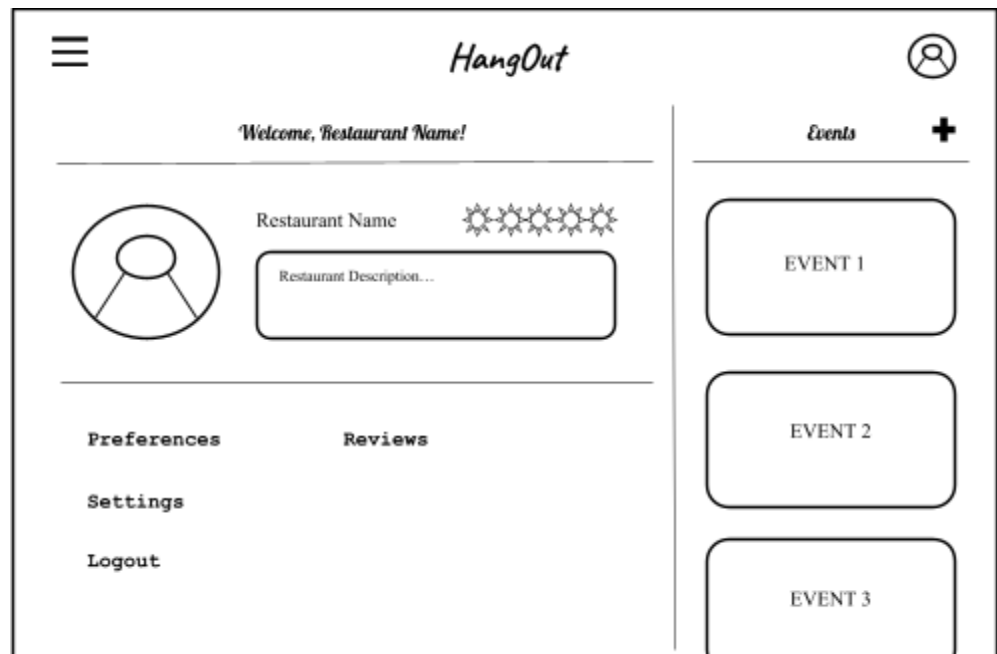 HangOut
Welcome, Restaurant Name!
Restaurant Name
Restaurant Description...
Preferences
Reviews
Settings
Logout
Events
EVENT 1
EVENT 2
EVENT 3